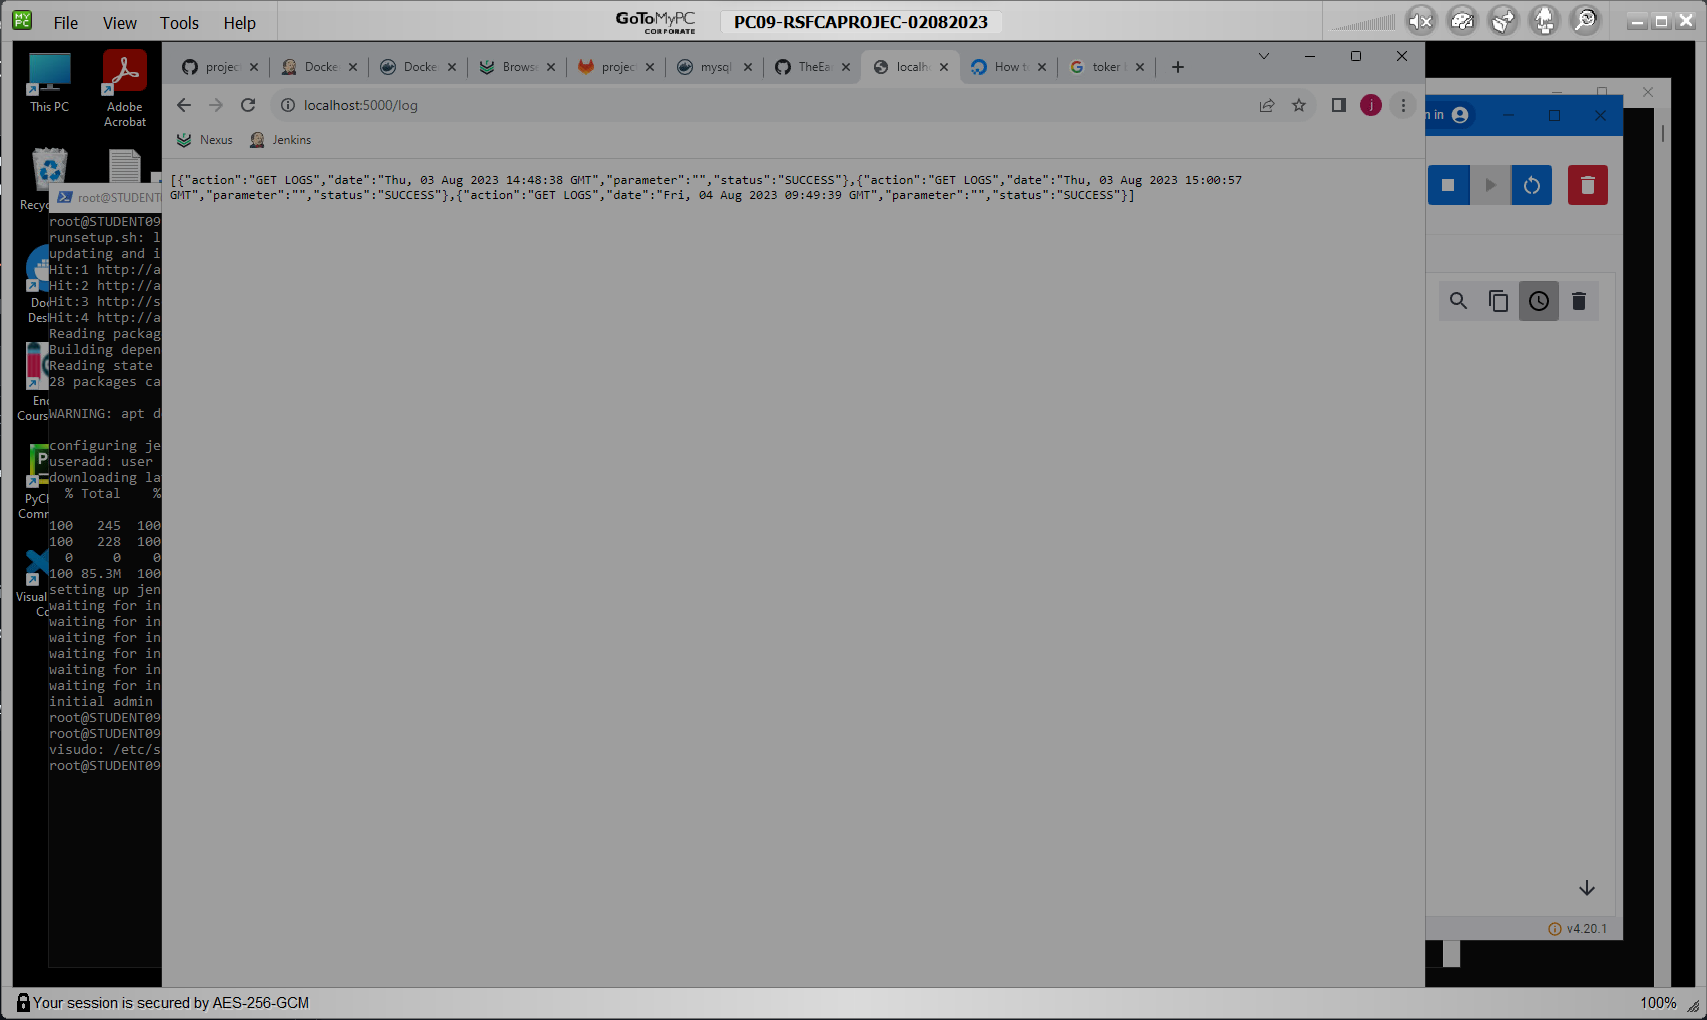 File View Tools Help
GoToMyPC
CORPORATE
PC09-RSFCAPROJEC-02082023
This PC
Adobe
Acrobat
Recyc
Doc
Des
Enc
Cours
PyCh
Comm
Visual
Co
projec
Docke
Docke
Browse
projec
mysql
TheEa
localh
How t
toker b
localhost:5000/log
Nexus
Jenkins
[{"action":"GET LOGS","date":"Thu, 03 Aug 2023 14:48:38 GMT","parameter":"","status":"SUCCESS"},{"action":"GET LOGS","date":"Thu, 03 Aug 2023 15:00:57
GMT","parameter":"","status":"SUCCESS"},{"action":"GET LOGS","date":"Fri, 04 Aug 2023 09:49:39 GMT","parameter":"","status":"SUCCESS"}]
root@STUDENT
root@STUDENT09
runsetup.sh: l
updating and i
Hit:1 http://a
Hit:2 http://a
Hit:3 http://s
Hit:4 http://a
Reading packag
Building depen
Reading state
28 packages ca
WARNING: apt d
configuring je
useradd: user
downloading la
% Total %
100 245 100
100 228 100
0 0 0
100 85.3M 100
setting up jen
waiting for in
waiting for in
waiting for in
waiting for in
waiting for in
waiting for in
initial admin
root@STUDENT09
root@STUDENT09
visudo: /etc/s
root@STUDENT09
n in
v4.20.1
Your session is secured by AES-256-GCM
100%